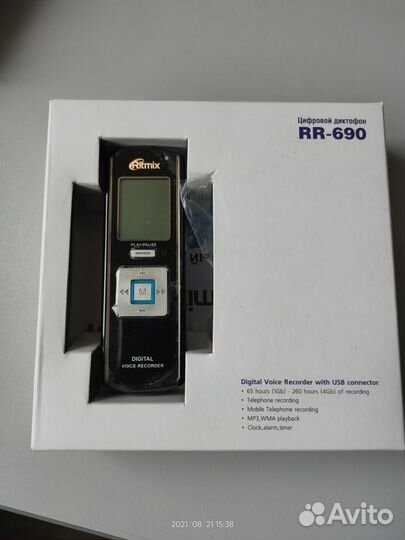 Цифровой диктофон
RR-690
Ritmix
PLAY/PAUSE
+
M
−
DIGITAL
VOICE RECORDER
Digital Voice Recorder with USB connector
• 65 hours (1Gb) - 260 hours (4Gb) of recording
• Telephone recording
• Mobile Telephone recording
• MP3,WMA playback
• Clock,alarm,timer
2021/08/21 15:38
Avito